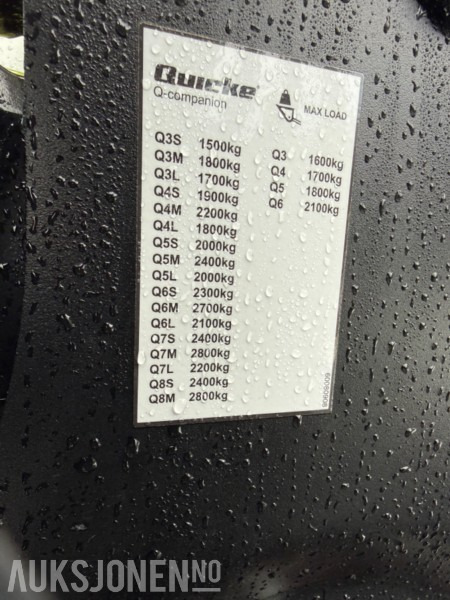 Quicke
Q-companion
MAX LOAD
Q3S 1500kg
Q3M 1800kg
Q3L 1700kg
Q4S 1900kg
Q4M 2200kg
Q4L 1800kg
Q5S 2000kg
Q5M 2400kg
Q5L 2000kg
Q6S 2300kg
Q6M 2700kg
Q6L 2100kg
Q7S 2400kg
Q7M 2800kg
Q7L 2200kg
Q8S 2400kg
Q8M 2800kg
Q3 1600kg
Q4 1700kg
Q5 1800kg
Q6 2100kg
AUKSJONEN.NO